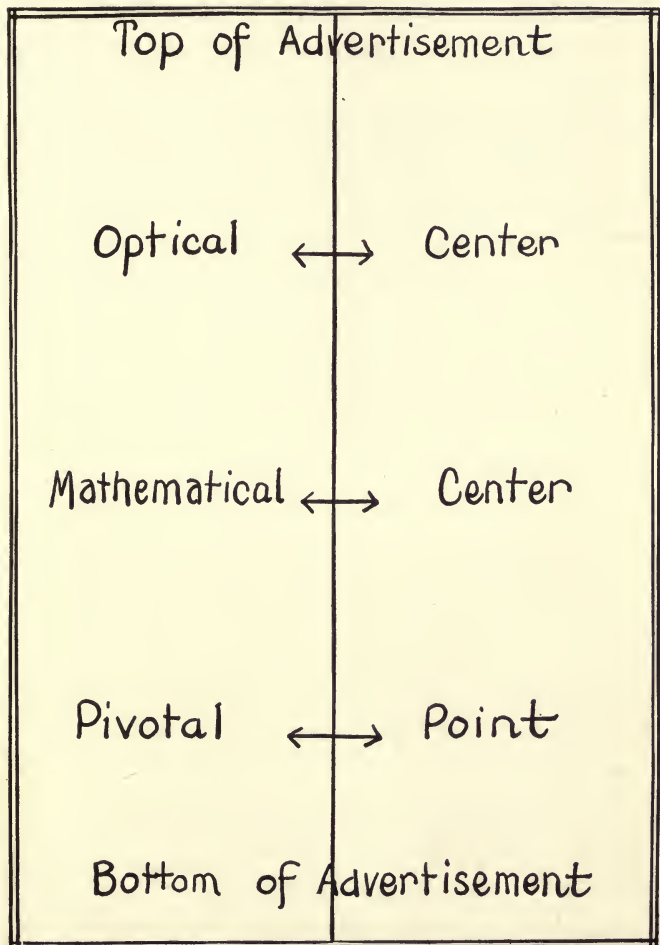 Top of Advertisement
Optical Center
Mathematical Center
Pivotal Point
Bottom of Advertisement